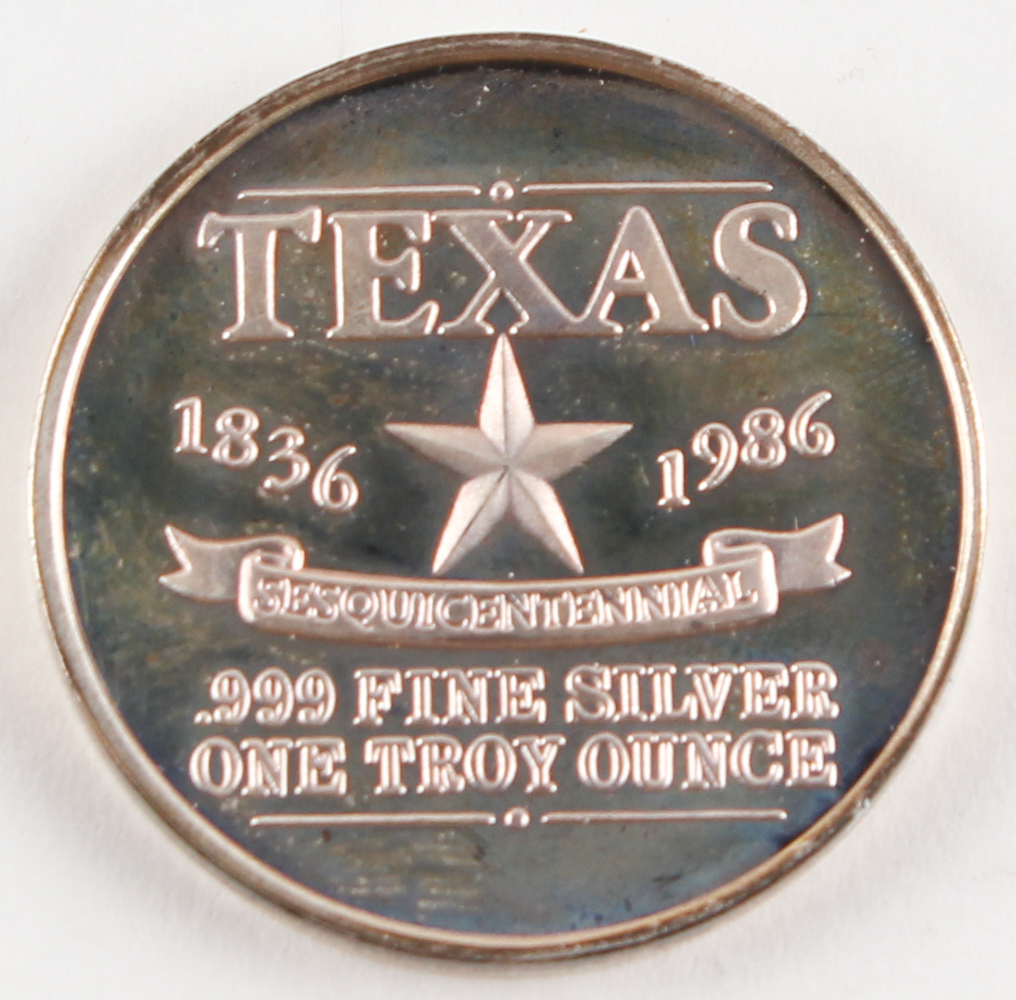 TEXAS
1836 1986
SESQUICENTENNIAL
.999 FINE SILVER
ONE TROY OUNCE